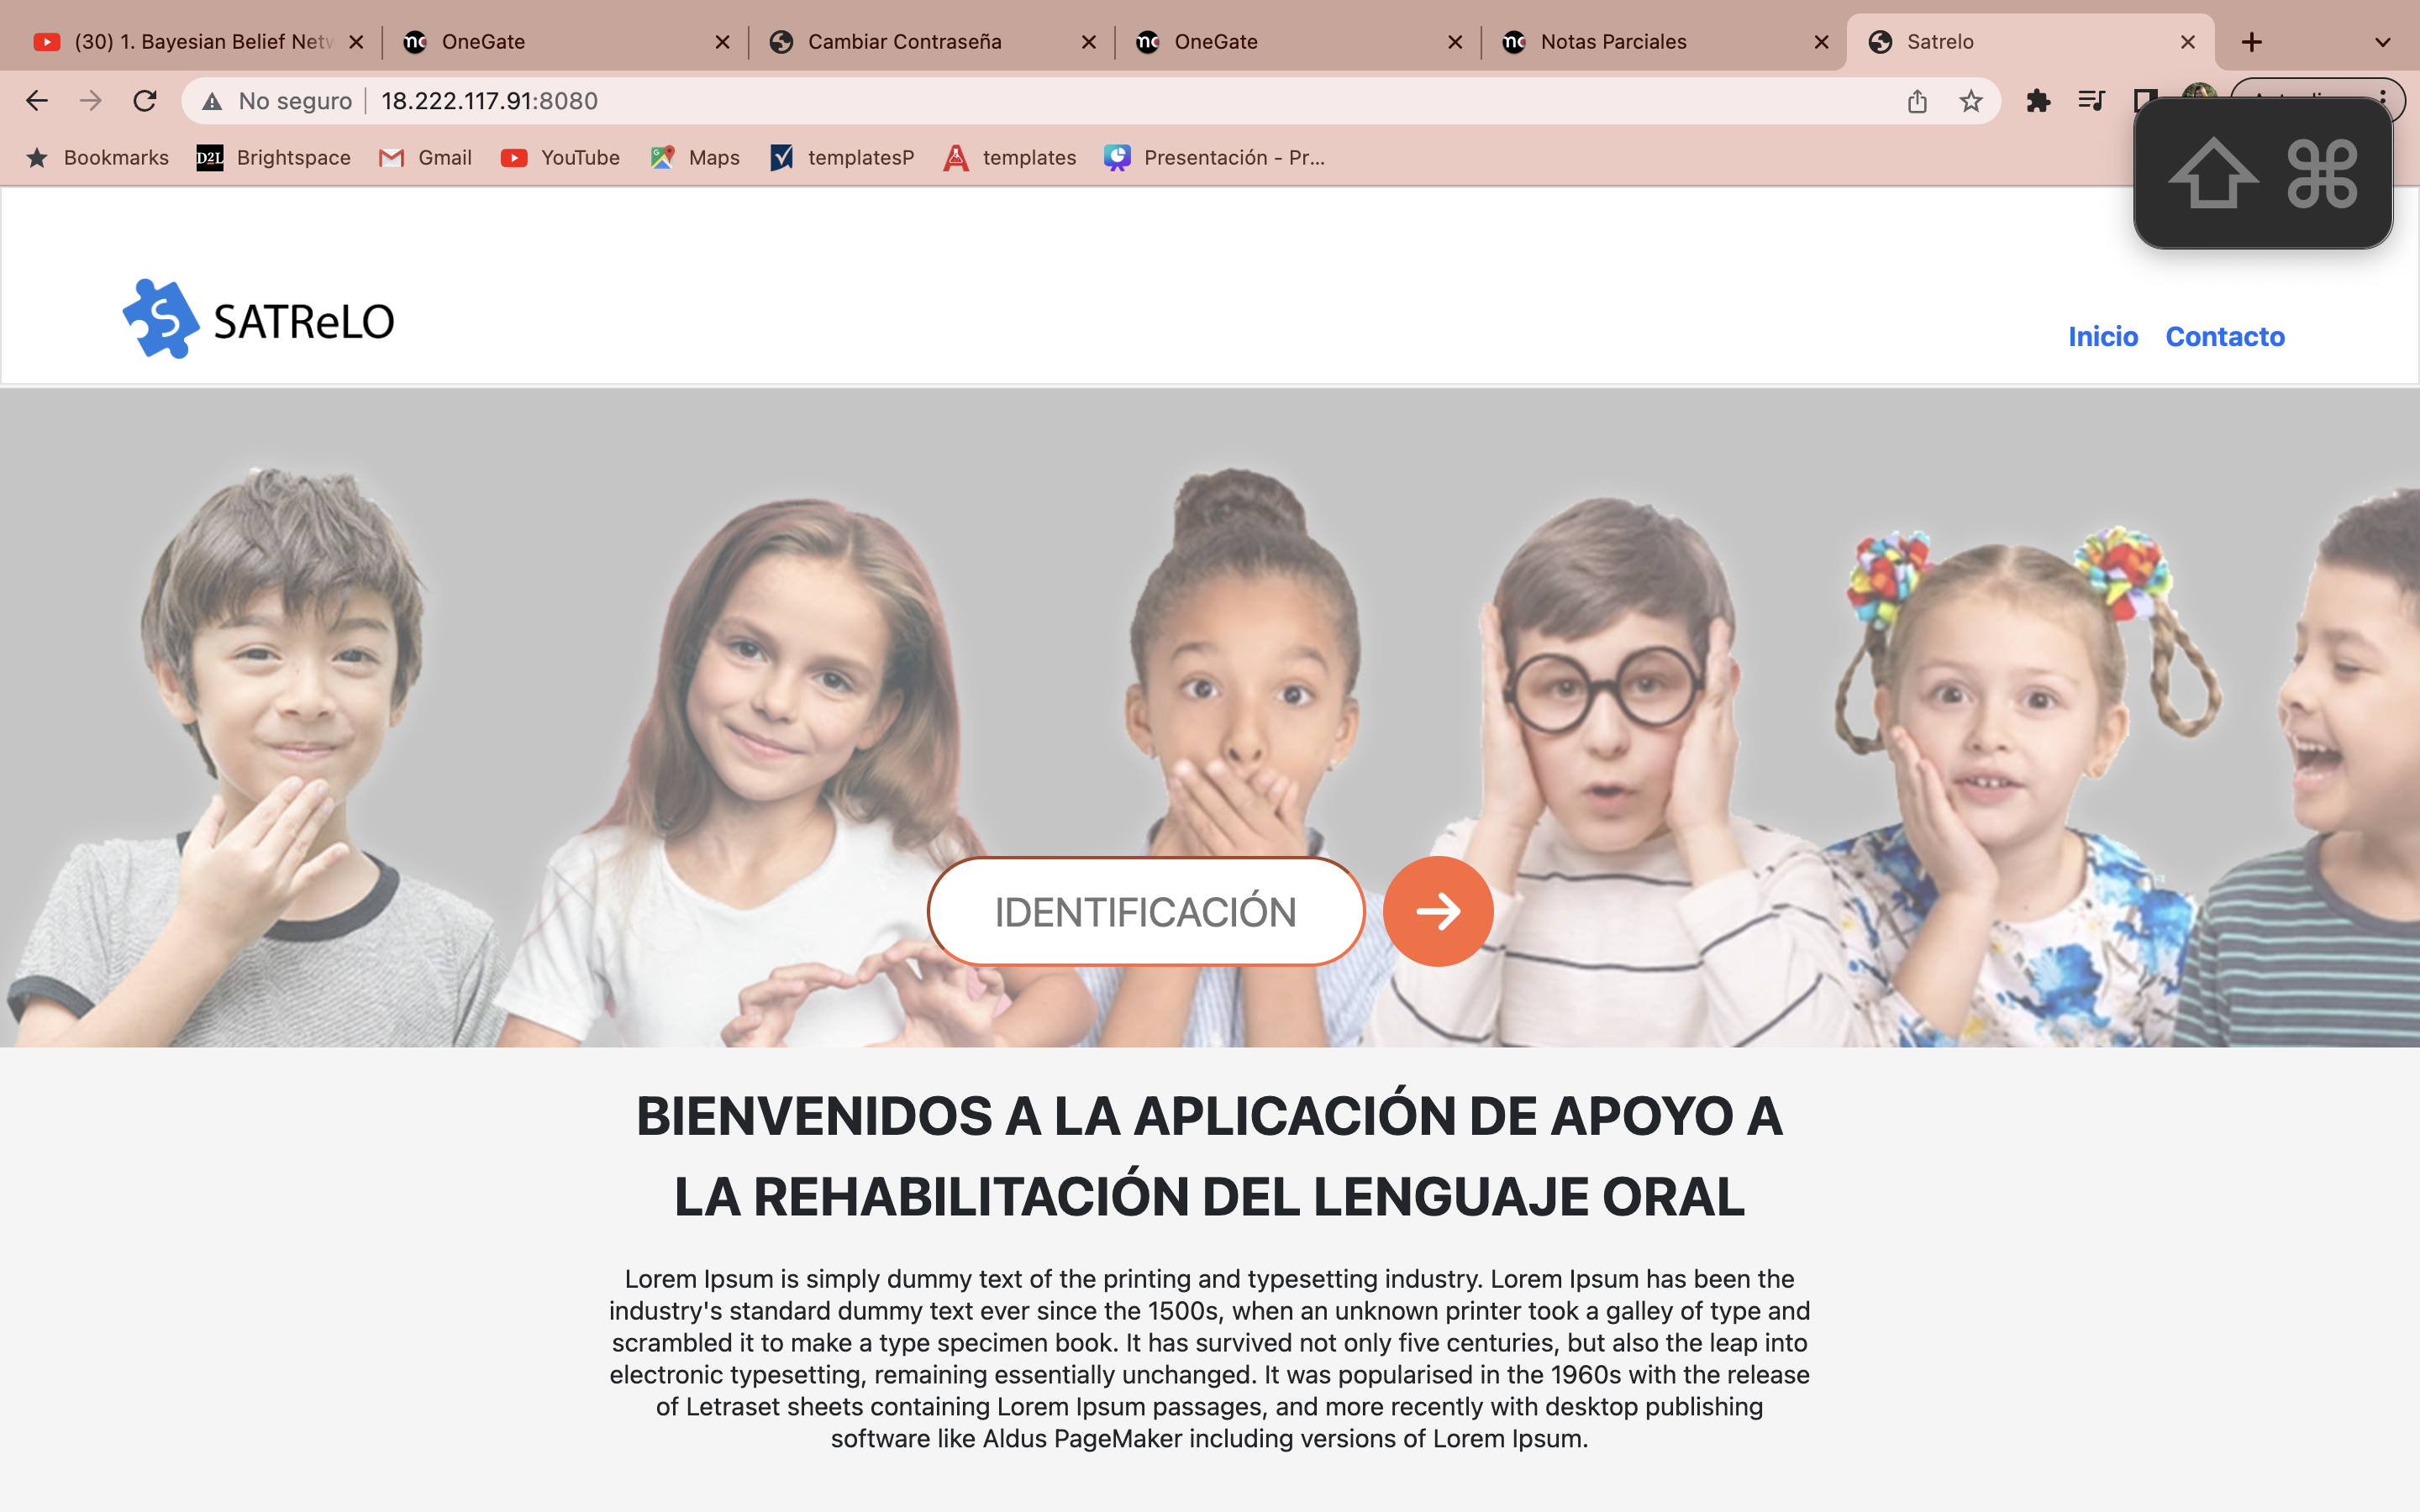 (30) 1. Bayesian Belief Netw
OneGate
Cambiar Contraseña
OneGate
Notas Parciales
Satrelo
No seguro
18.222.117.91:8080
Bookmarks
D2L
Brightspace
Gmail
YouTube
Maps
templatesP
templates
Presentación - Pr...
S
SATReLO
Inicio
Contacto
IDENTIFICACIÓN
BIENVENIDOS A LA APLICACIÓN DE APOYO A
LA REHABILITACIÓN DEL LENGUAJE ORAL
Lorem Ipsum is simply dummy text of the printing and typesetting industry. Lorem Ipsum has been the
industry's standard dummy text ever since the 1500s, when an unknown printer took a galley of type and
scrambled it to make a type specimen book. It has survived not only five centuries, but also the leap into
electronic typesetting, remaining essentially unchanged. It was popularised in the 1960s with the release
of Letraset sheets containing Lorem Ipsum passages, and more recently with desktop publishing
software like Aldus PageMaker including versions of Lorem Ipsum.